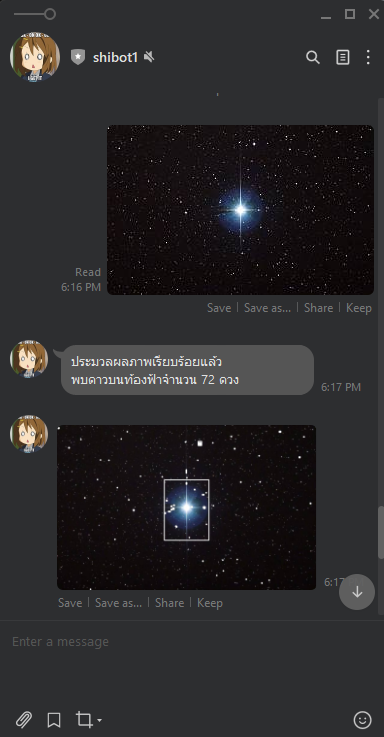 shibot1
Read
6:16 PM
Save Save as... Share Keep
ประมวลผลภาพเรียบร้อยแล้ว
พบดาวบนท้องฟ้าจำนวน 72 ดวง
6:17 PM
6:17
Save Save as... Share Keep
Enter a message